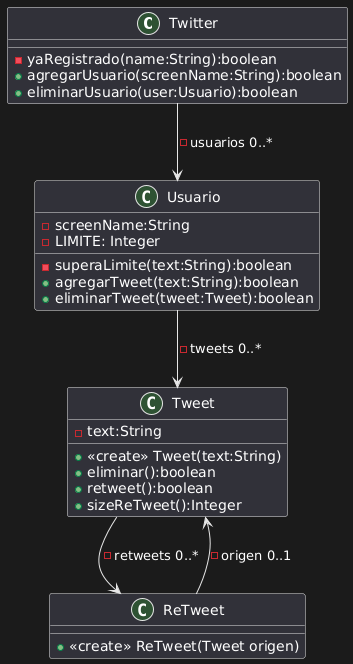 C Twitter
yaRegistrado(name:String):boolean
agregarUsuario(screenName:String):boolean
eliminarUsuario(user:Usuario):boolean
usuarios 0..*
C Usuario
screenName:String
LIMITE: Integer
superaLimite(text:String):boolean
agregarTweet(text:String):boolean
eliminarTweet(tweet:Tweet):boolean
tweets 0..*
C Tweet
text:String
«create» Tweet(text:String)
eliminar():boolean
retweet():boolean
sizeReTweet():Integer
retweets 0..*
origen 0..1
C ReTweet
«create» ReTweet(Tweet origen)